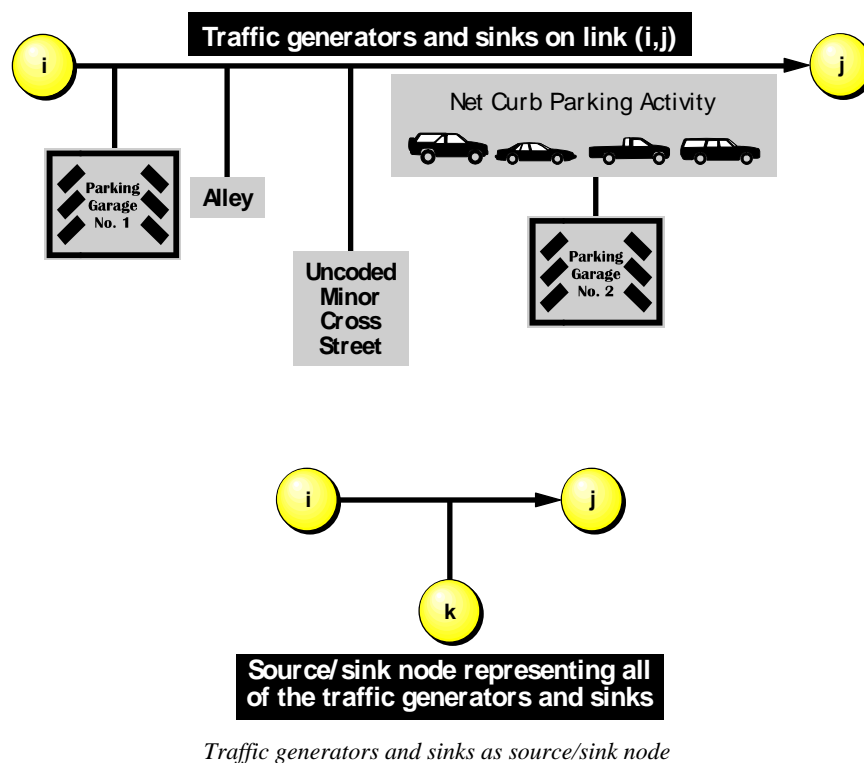 Traffic generators and sinks on link (i,j)
i
j
Net Curb Parking Activity
Parking
Garage
No. 1
Alley
Uncoded
Minor
Cross
Street
Parking
Garage
No. 2
i
j
k
Source/sink node representing all
of the traffic generators and sinks
Traffic generators and sinks as source/sink node